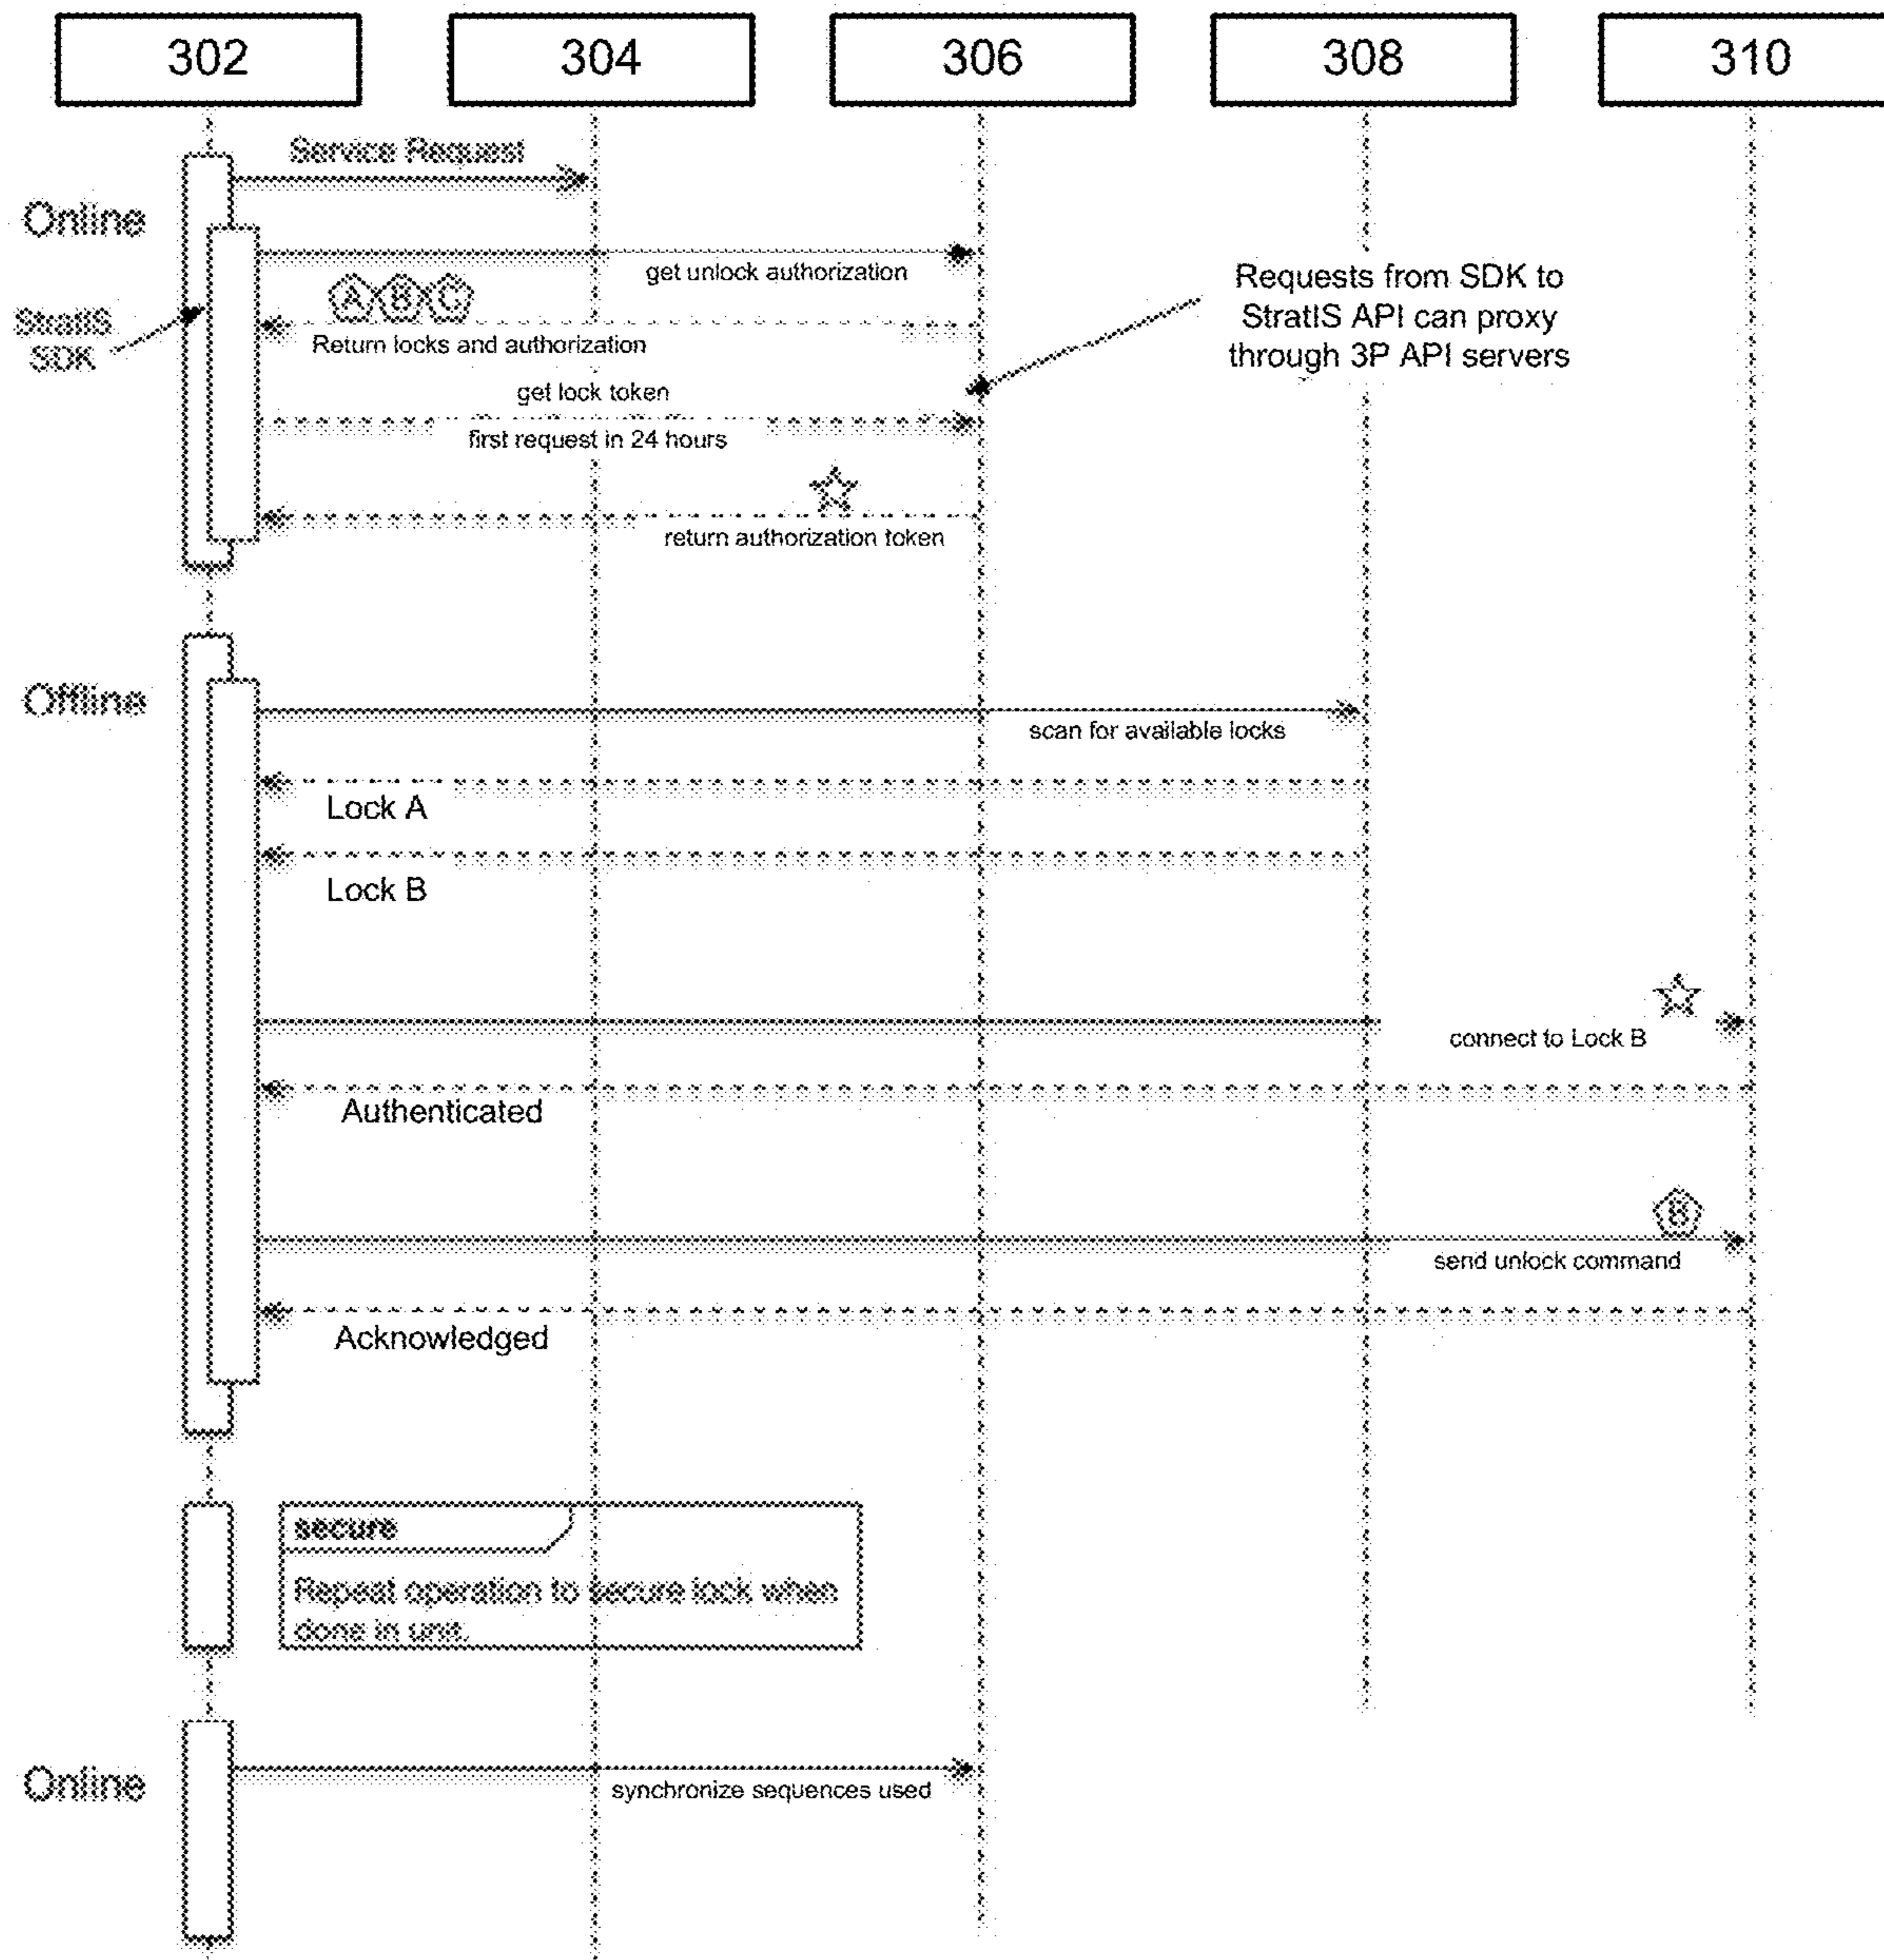 302
304
306
308
310
Service Request
Online
get unlock authorization
A B C
Return locks and authorization
StratIS
SDK
Requests from SDK to
StratIS API can proxy
through 3P API servers
get lock token
first request in 24 hours
return authorization token
Offline
scan for available locks
Lock A
Lock B
connect to Lock B
Authenticated
B
send unlock command
Acknowledged
secure
Repeat operation to secure lock when
done in unit.
Online
synchronize sequences used